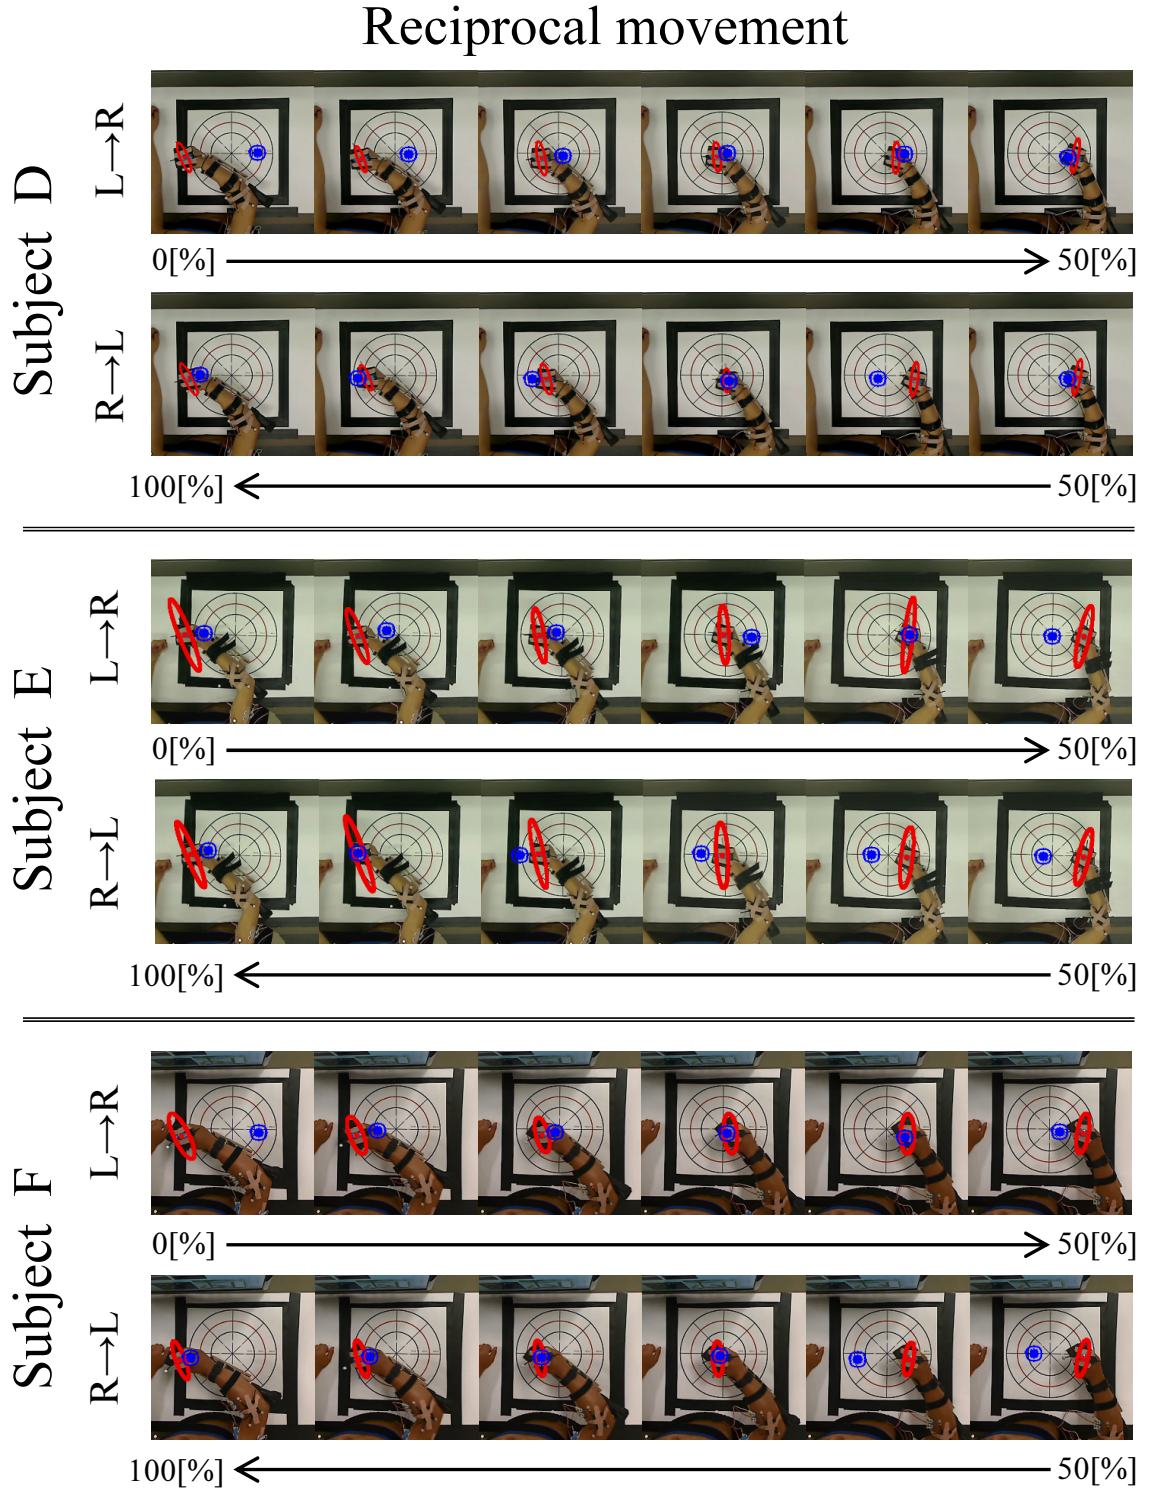 Reciprocal movement
Subject D
L→R
0[%] 50[%]
R→L
100[%] 50[%]
Subject E
L→R
0[%] 50[%]
R→L
100[%] 50[%]
Subject F
L→R
0[%] 50[%]
R→L
100[%] 50[%]